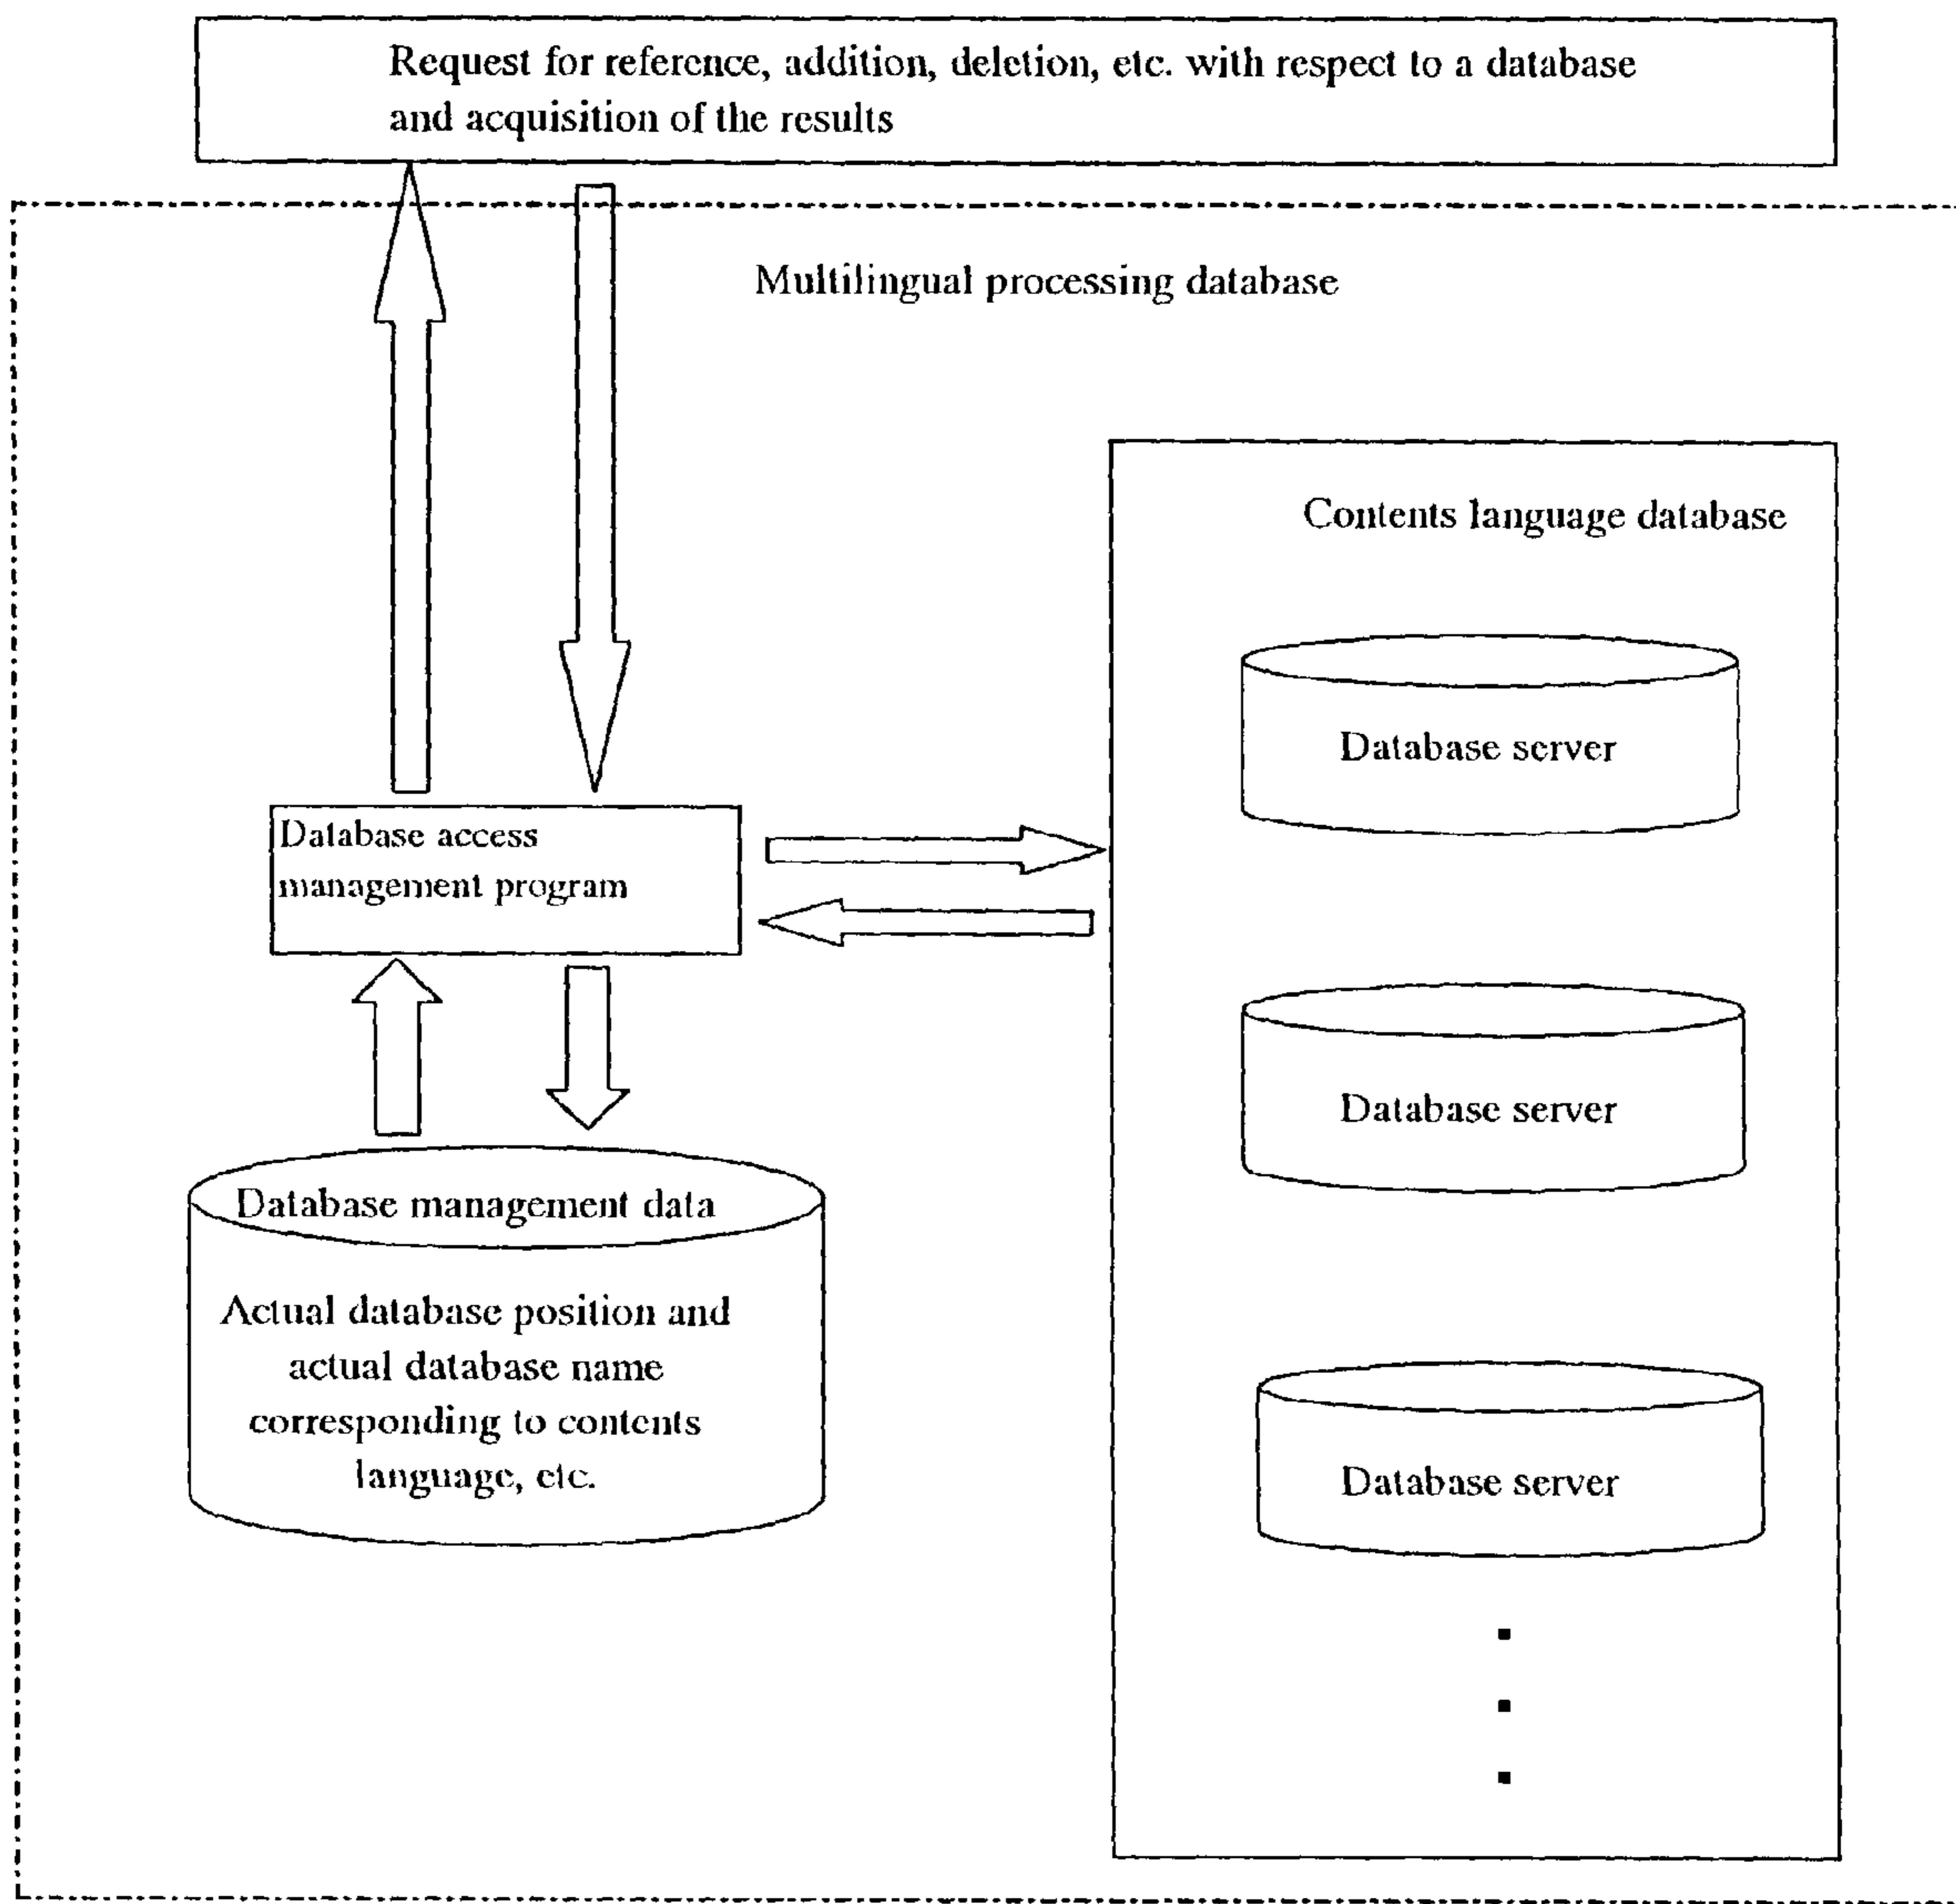 Request for reference, addition, deletion, etc. with respect to a database
and acquisition of the results
Multilingual processing database
Contents language database
Database server
Database access
management program
Database server
Database management data
Actual database position and
actual database name
corresponding to contents
language, etc.
Database server